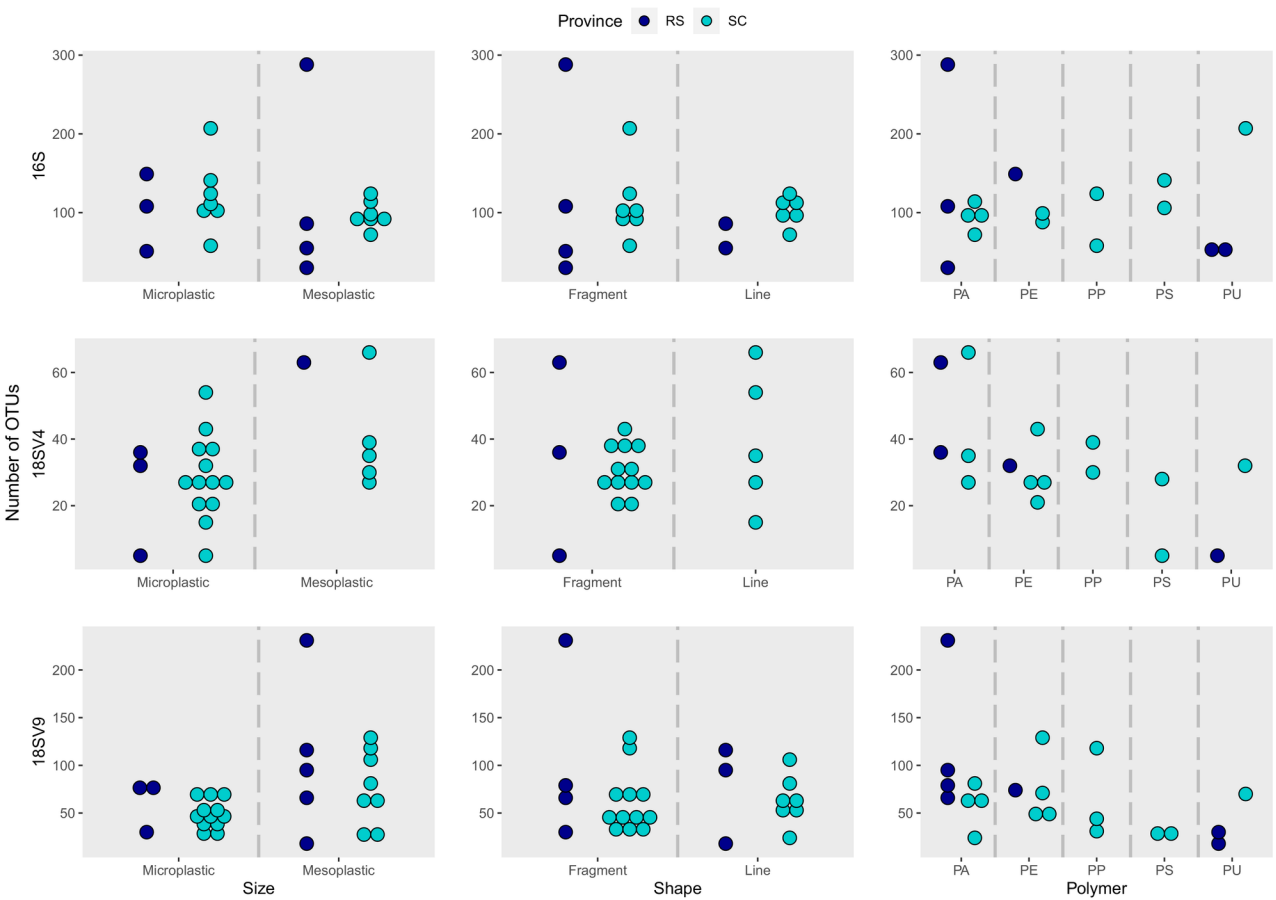 Province RS SC
Number of OTUs
16S
300
200
100
Microplastic Mesoplastic
300
200
100
Fragment Line
300
200
100
PA PE PP PS PU
18SV4
60
40
20
Microplastic Mesoplastic
60
40
20
Fragment Line
60
40
20
PA PE PP PS PU
18SV9
200
150
100
50
Microplastic Mesoplastic
Size
200
150
100
50
Fragment Line
Shape
200
150
100
50
PA PE PP PS PU
Polymer